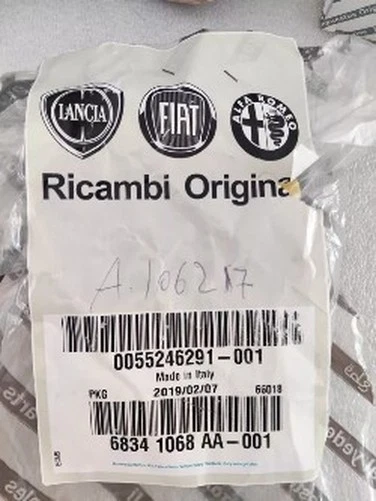 LANCIA
FIAT
ALFA ROMEO
Ricambi Origina
A.106217
0055246291-001
Made in Italy
PKG 2019/02/07 66018
6834 1068 AA-001